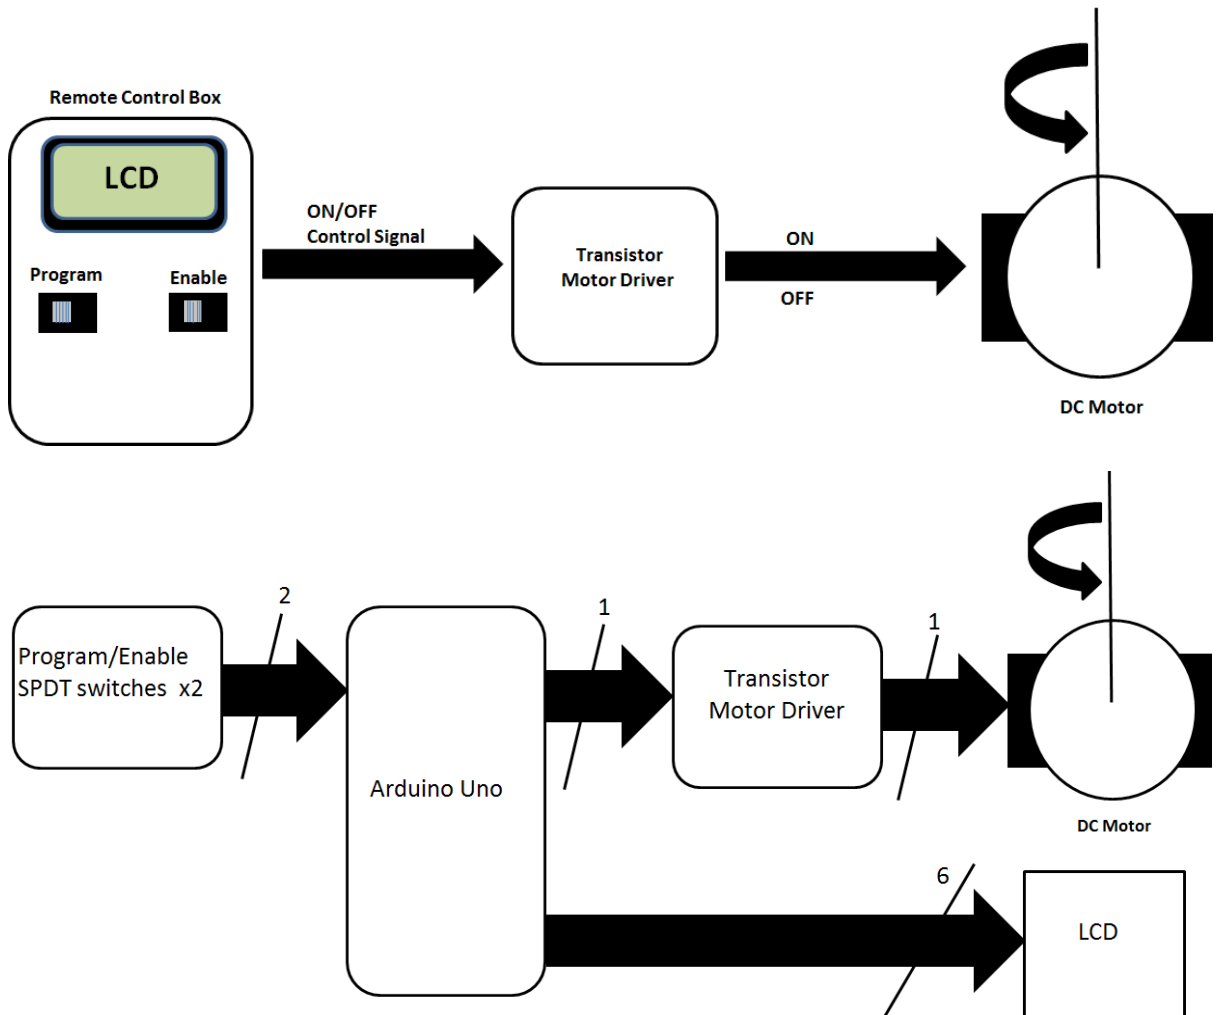 Remote Control Box
LCD
Program
Enable
ON/OFF
Control Signal
Transistor
Motor Driver
ON
OFF
DC Motor
Program/Enable
SPDT switches x2
2
Arduino Uno
1
Transistor
Motor Driver
1
DC Motor
6
LCD